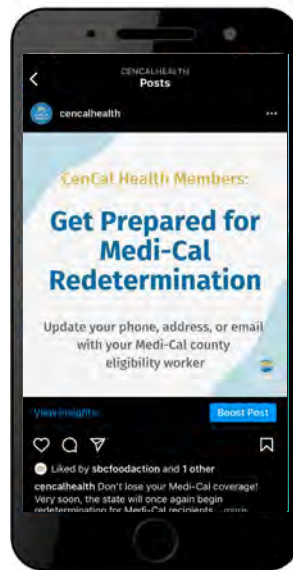 CENCALHEALTH
Posts
cencalhealth
CenCal Health Members:
Get Prepared for
Medi-Cal
Redetermination
Update your phone, address, or email
with your Medi-Cal county
eligibility worker
View insights
Boost Post
Liked by sbcfoodaction and 1 other
cencalhealth Don't lose your Medi-Cal coverage!
Very soon, the state will once again begin
redetermination for Medi-Cal recipients... more